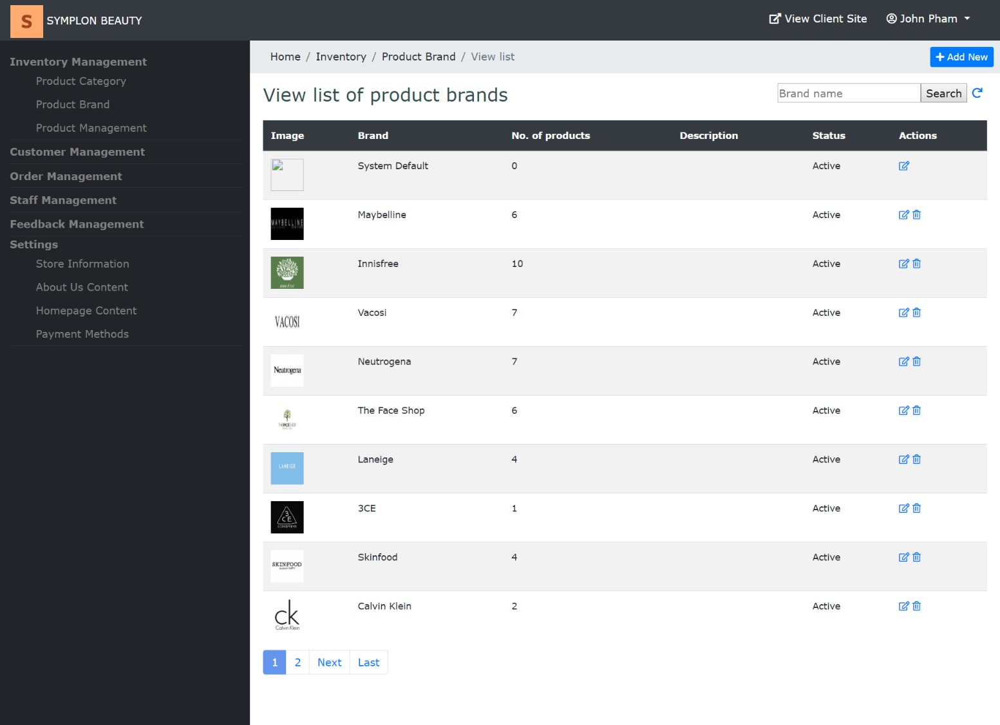 S SYMPLON BEAUTY
View Client Site John Pham
Inventory Management
Product Category
Product Brand
Product Management
Customer Management
Order Management
Staff Management
Feedback Management
Settings
Store Information
About Us Content
Homepage Content
Payment Methods
Home / Inventory / Product Brand / View list
+ Add New
View list of product brands
Brand name Search
Image Brand No. of products Description Status Actions
System Default 0 Active
MAYBELLINE Maybelline 6 Active
Innisfree 10 Active
VACOSI Vacosi 7 Active
Neutrogena Neutrogena 7 Active
THEFACESHOP The Face Shop 6 Active
LANEIGE Laneige 4 Active
3CE 3CE 1 Active
SKINFOOD Skinfood 4 Active
ck Calvin Klein Calvin Klein 2 Active
1 2 Next Last